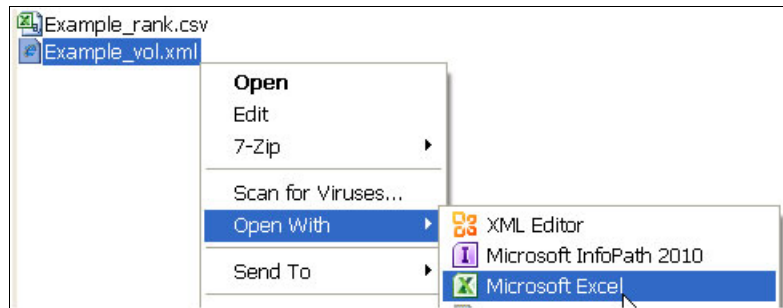 Example_rank.csv
Example_vol.xml
Open
Edit
7-Zip
Scan for Viruses...
Open With
Send To
XML Editor
Microsoft InfoPath 2010
Microsoft Excel